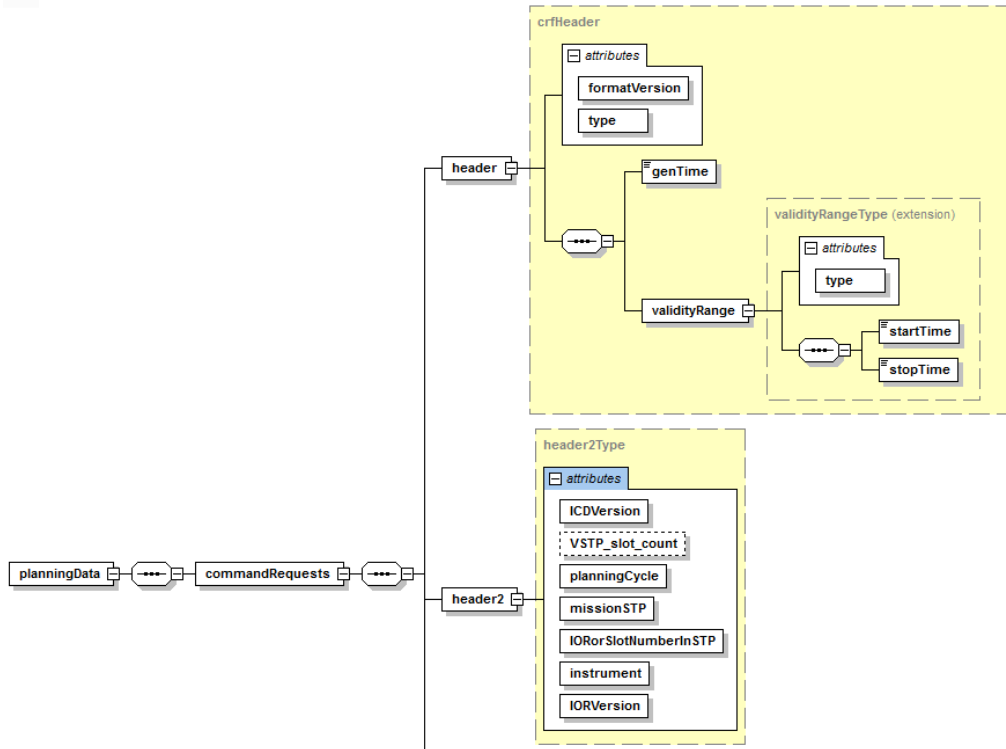 crfHeader
attributes
formatVersion
type
header
genTime
validityRangeType (extension)
attributes
type
validityRange
startTime
stopTime
header2Type
attributes
ICDVersion
VSTP_slot_count
planningData
commandRequests
planningCycle
header2
missionSTP
IORorSlotNumberInSTP
instrument
IORVersion